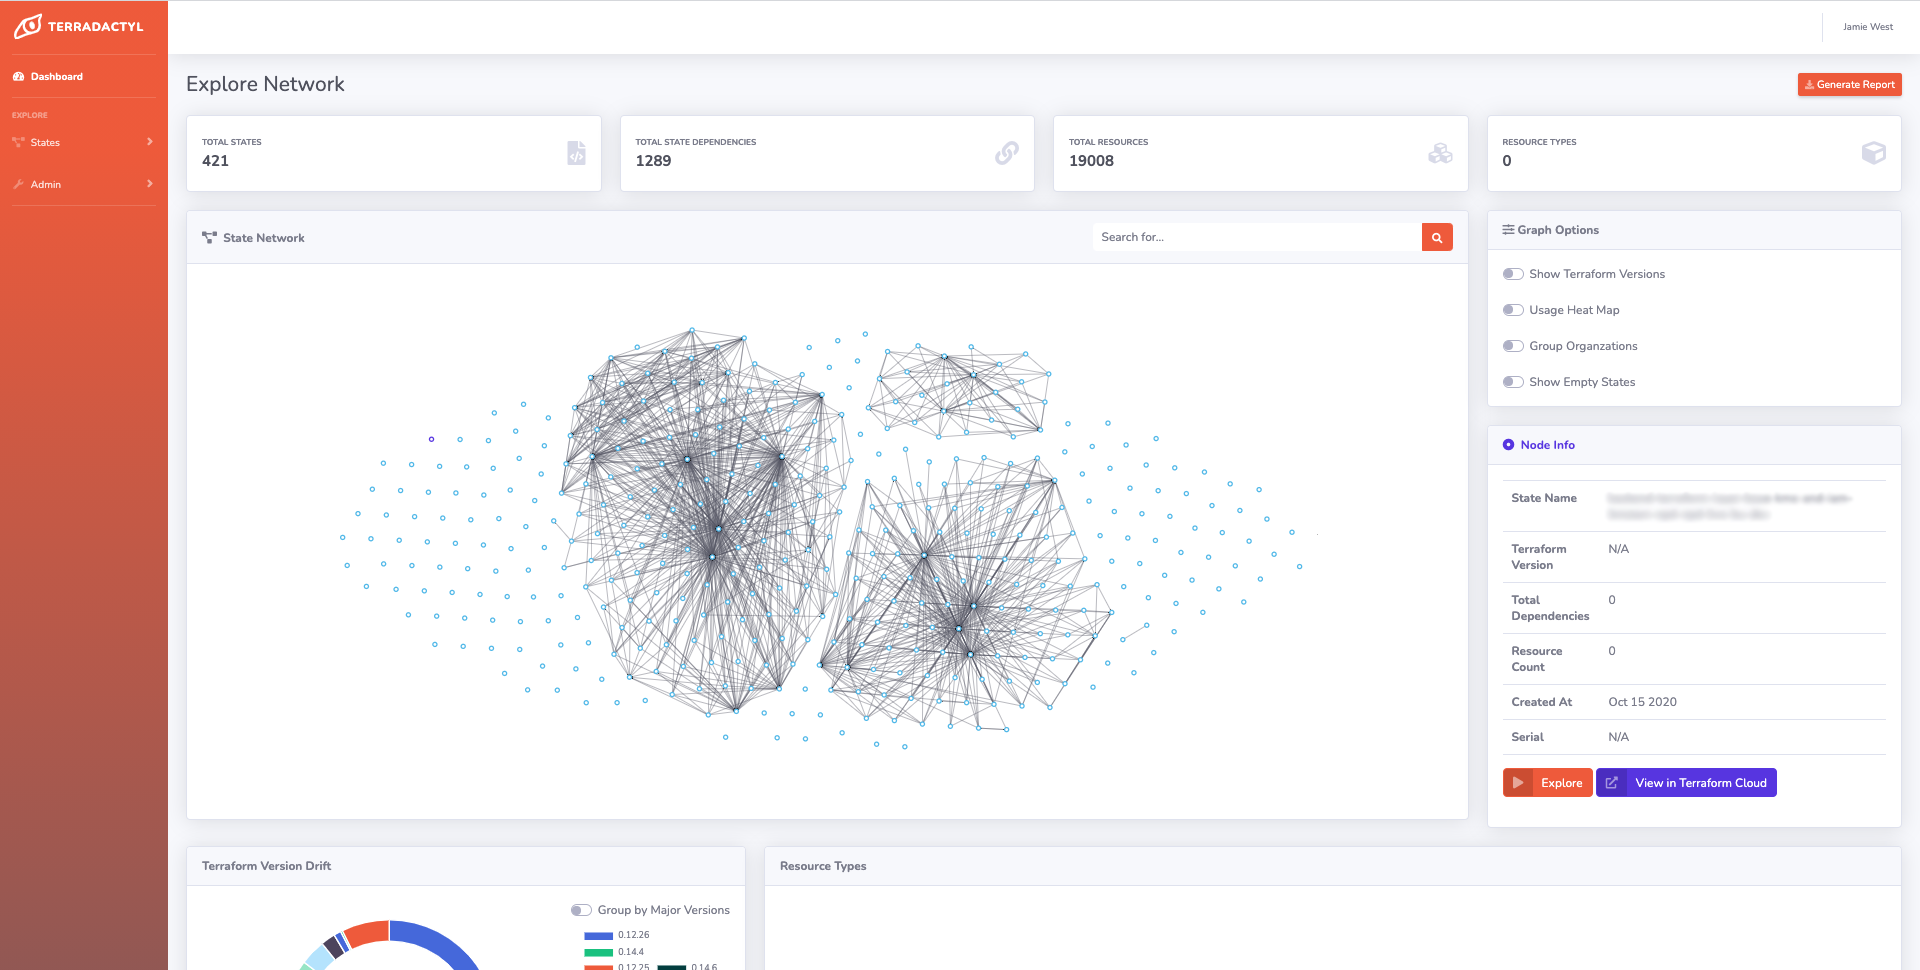 TERRADACTYL
Jamie West
Dashboard
EXPLORE
States
Admin
Explore Network
Generate Report
TOTAL STATES
421
TOTAL STATE DEPENDENCIES
1289
TOTAL RESOURCES
19008
RESOURCE TYPES
0
State Network
Search for...
Graph Options
Show Terraform Versions
Usage Heat Map
Group Organzations
Show Empty States
Node Info
State Name
Terraform
Version
N/A
Total
Dependencies
0
Resource
Count
0
Created At
Oct 15 2020
Serial
N/A
Explore
View in Terraform Cloud
Terraform Version Drift
Group by Major Versions
0.12.26
0.14.4
0.12.25
0.14.6
Resource Types